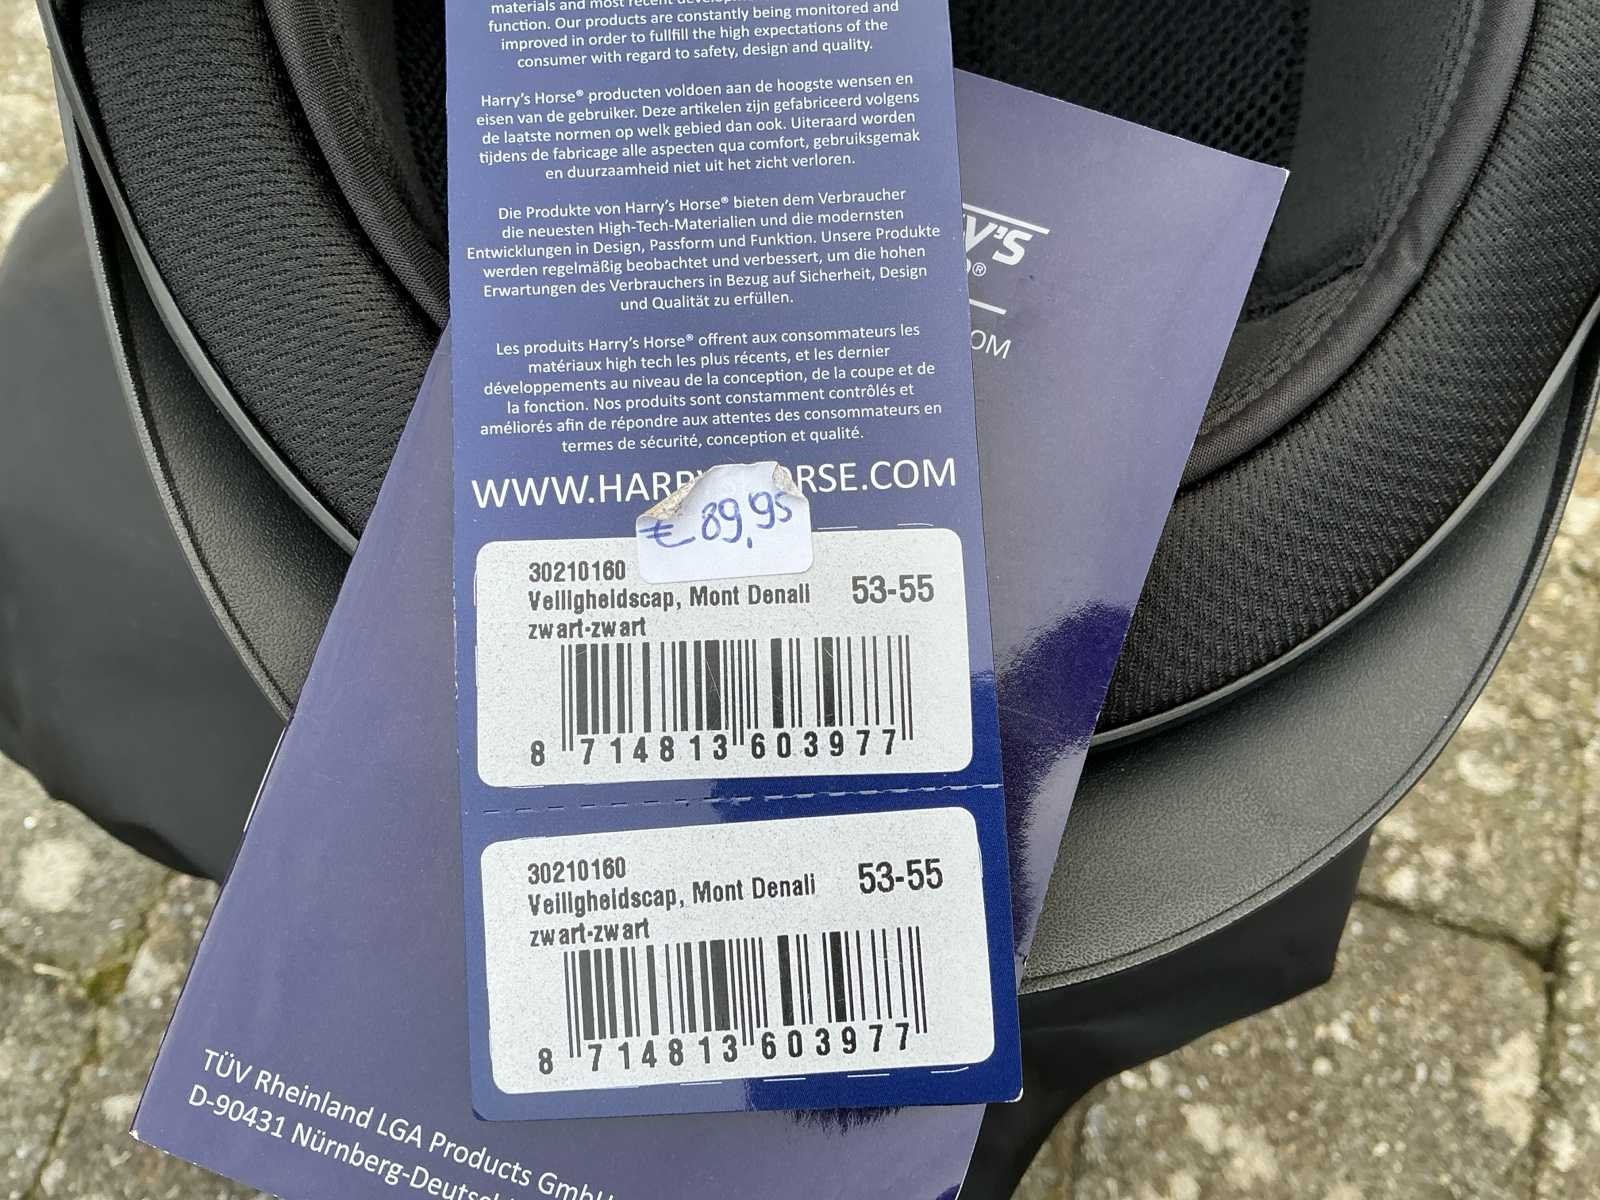 materials and most recent
function. Our products are constantly being monitored and
improved in order to fullfill the high expectations of the
consumer with regard to safety, design and quality.
Harry's Horse® producten voldoen aan de hoogste wensen en
eisen van de gebruiker. Deze artikelen zijn gefabriceerd volgens
de laatste normen op welk gebied dan ook. Uiteraard worden
tijdens de fabricage alle aspecten qua comfort, gebruiksgemak
en duurzaamheid niet uit het zicht verloren.
Die Produkte von Harry's Horse® bieten dem Verbraucher
die neuesten High-Tech-Materialien und die modernsten
Entwicklungen in Design, Passform und Funktion. Unsere Produkte
werden regelmäßig beobachtet und verbessert, um die hohen
Erwartungen des Verbrauchers in Bezug auf Sicherheit, Design
und Qualität zu erfüllen.
Les produits Harry's Horse® offrent aux consommateurs les
matériaux high tech les plus récents, et les dernier
développements au niveau de la conception, de la coupe et de
la fonction. Nos produits sont constamment contrôlés et
améliorés afin de répondre aux attentes des consommateurs en
termes de sécurité, conception et qualité.
WWW.HARRY RSE.COM
€ 89,95
30210160
Veiligheidscap, Mont Denali 53-55
zwart-zwart
8 714813 603977
30210160
Veiligheidscap, Mont Denali 53-55
zwart-zwart
8 714813 603977
Y'S
®
OM
TÜV Rheinland LGA Products GmbH
D-90431 Nürnberg-Deutschl